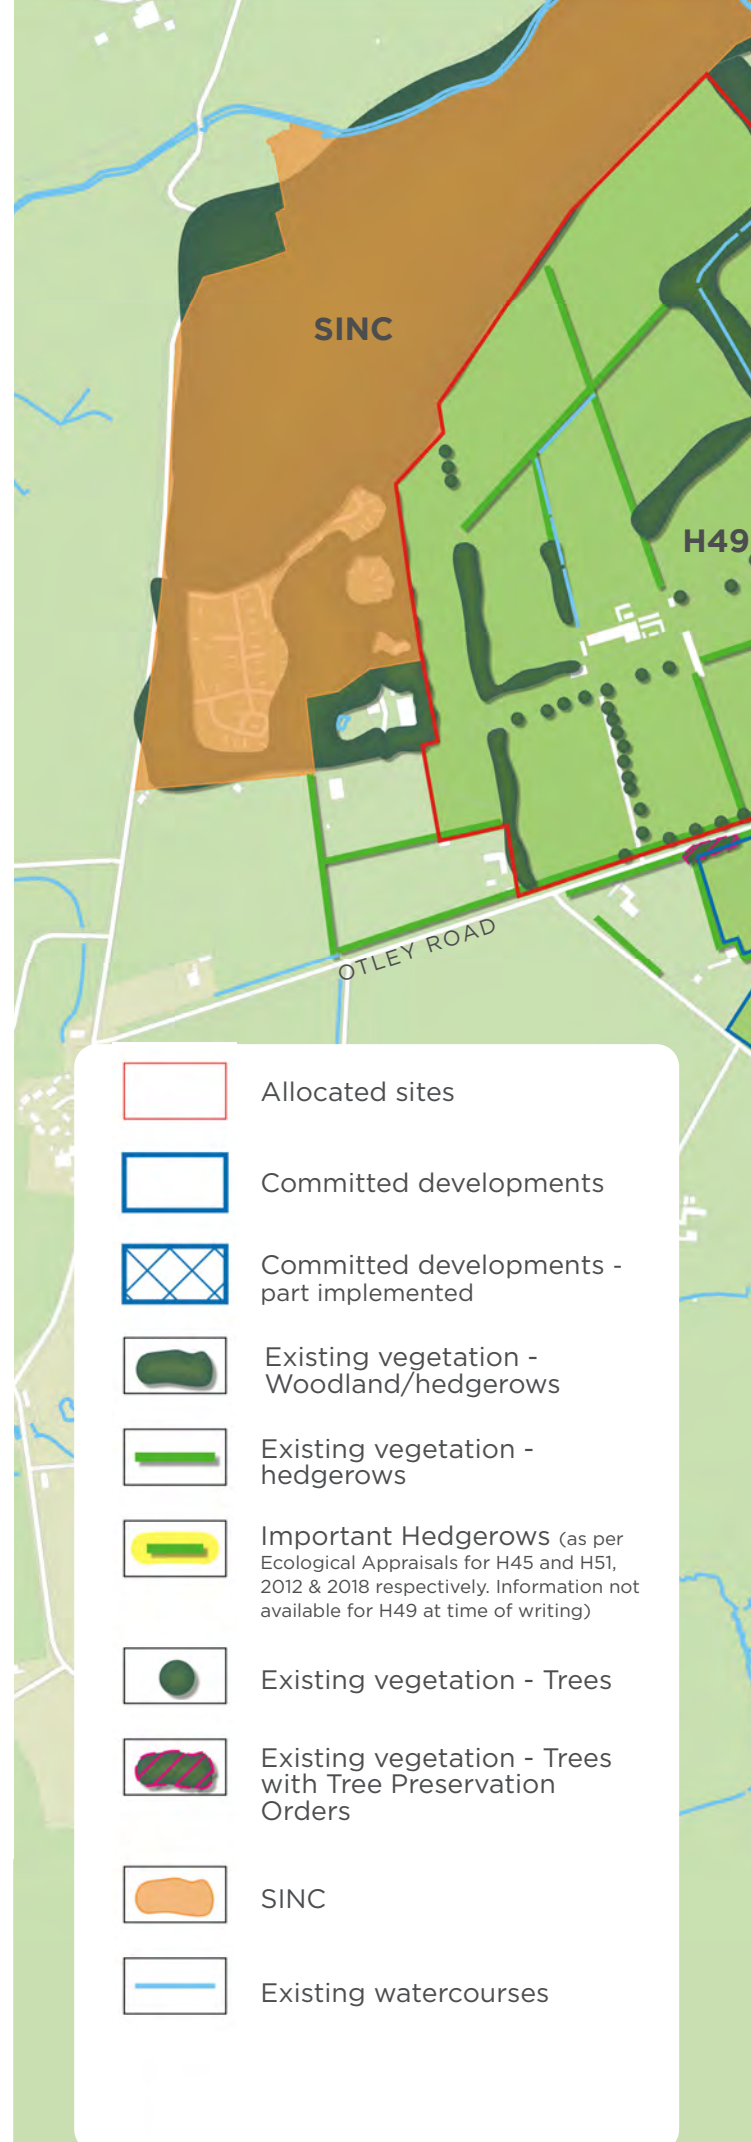 SINC
H49
OTLEY ROAD
Allocated sites
Committed developments
Committed developments -
part implemented
Existing vegetation -
Woodland/hedgerows
Existing vegetation -
hedgerows
Important Hedgerows (as per
Ecological Appraisals for H45 and H51,
2012 & 2018 respectively. Information not
available for H49 at time of writing)
Existing vegetation - Trees
Existing vegetation - Trees
with Tree Preservation
Orders
SINC
Existing watercourses